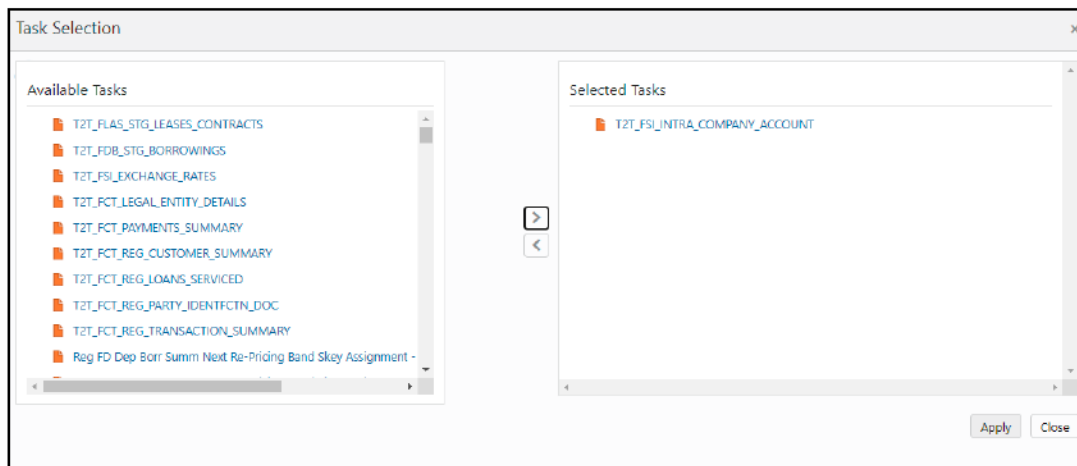 Task Selection
×
Available Tasks
T2T_FLAS_STG_LEASES_CONTRACTS
T2T_FDB_STG_BORROWINGS
T2T_FSI_EXCHANGE_RATES
T2T_FCT_LEGAL_ENTITY_DETAILS
T2T_FCT_PAYMENTS_SUMMARY
T2T_FCT_REG_CUSTOMER_SUMMARY
T2T_FCT_REG_LOANS_SERVICED
T2T_FCT_REG_PARTY_IDENTFCTN_DOC
T2T_FCT_REG_TRANSACTION_SUMMARY
Reg FD Dep Borr Summ Next Re-Pricing Band Skey Assignment -
Selected Tasks
T2T_FSI_INTRA_COMPANY_ACCOUNT
Apply
Close